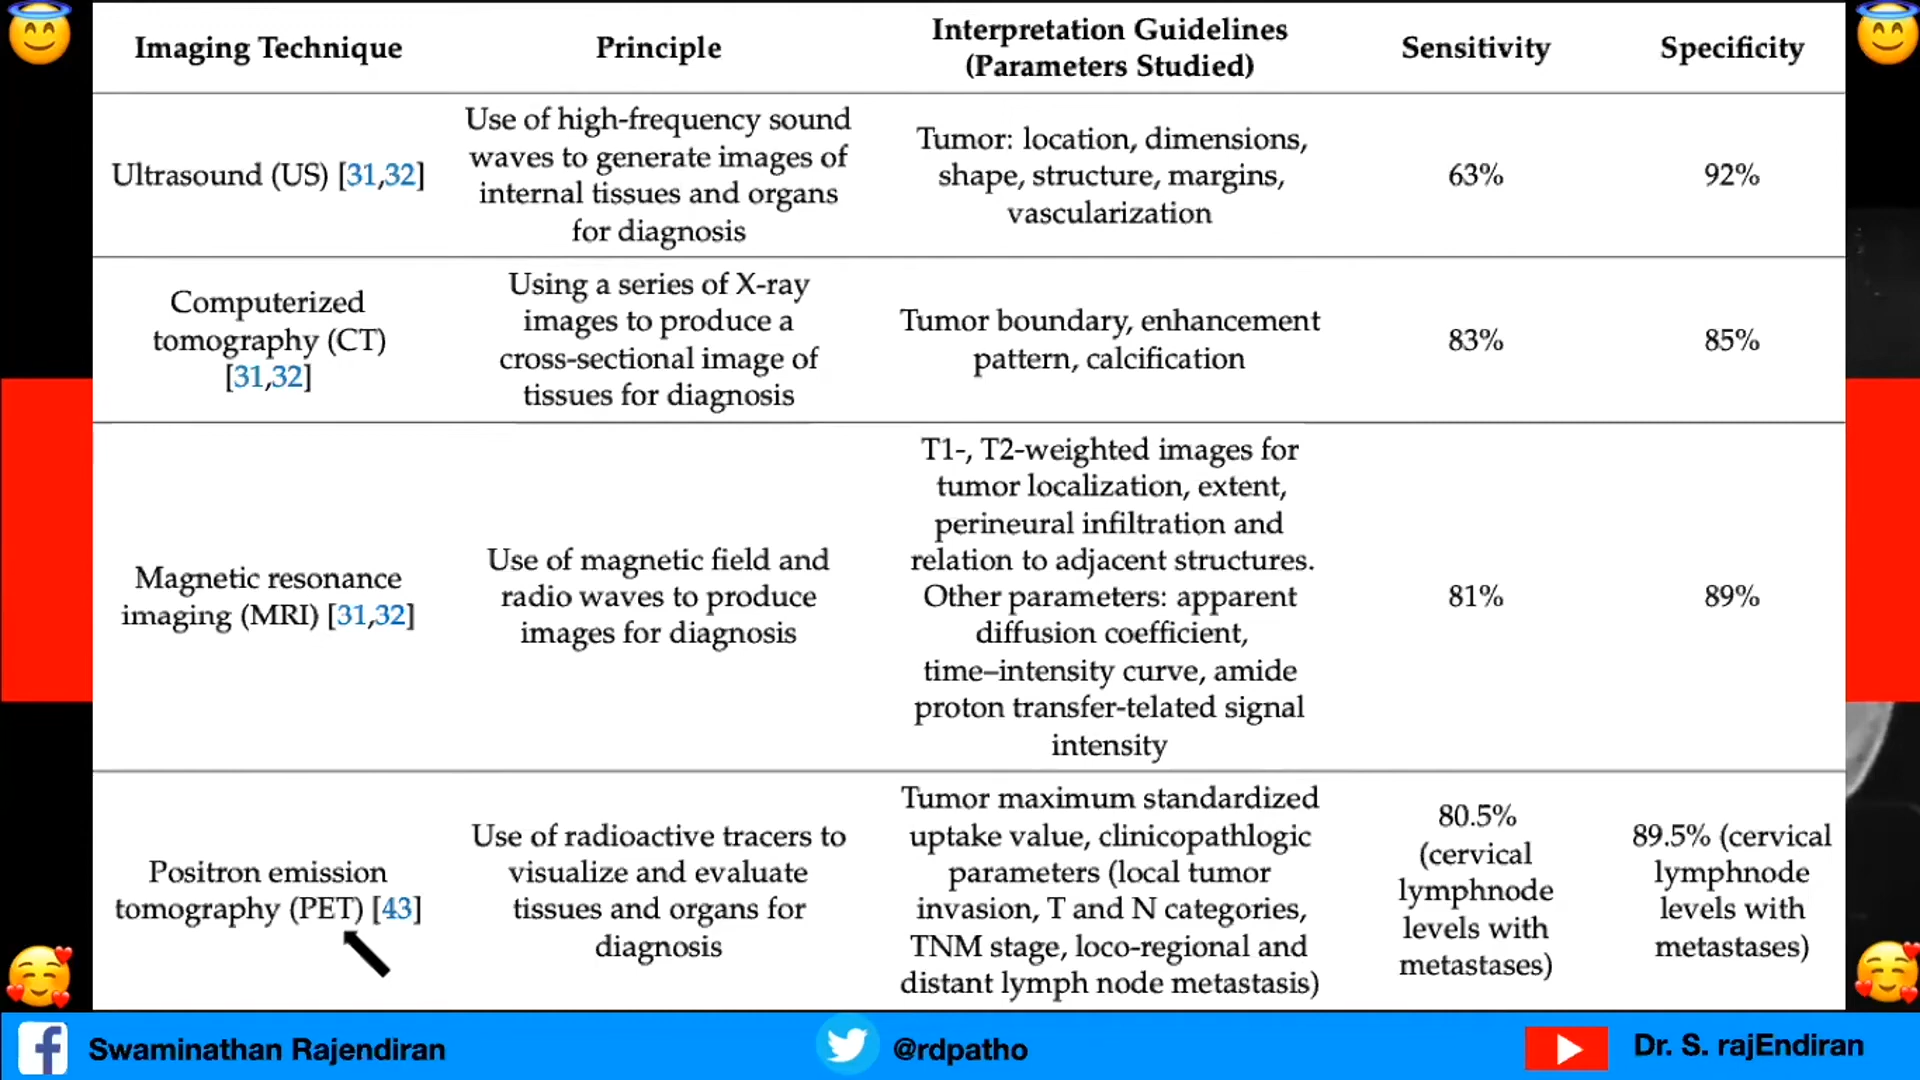 Imaging Technique
Principle
Interpretation Guidelines
(Parameters Studied)
Sensitivity
Specificity
Ultrasound (US) [31,32]
Use of high-frequency sound
waves to generate images of
internal tissues and organs
for diagnosis
Tumor: location, dimensions,
shape, structure, margins,
vascularization
63%
92%
Computerized
tomography (CT)
[31,32]
Using a series of X-ray
images to produce a
cross-sectional image of
tissues for diagnosis
Tumor boundary, enhancement
pattern, calcification
83%
85%
Magnetic resonance
imaging (MRI) [31,32]
Use of magnetic field and
radio waves to produce
images for diagnosis
T1-, T2-weighted images for
tumor localization, extent,
perineural infiltration and
relation to adjacent structures.
Other parameters: apparent
diffusion coefficient,
time–intensity curve, amide
proton transfer-telated signal
intensity
81%
89%
Positron emission
tomography (PET) [43]
Use of radioactive tracers to
visualize and evaluate
tissues and organs for
diagnosis
Tumor maximum standardized
uptake value, clinicopathlogic
parameters (local tumor
invasion, T and N categories,
TNM stage, loco-regional and
distant lymph node metastasis)
80.5%
(cervical
lymphnode
levels with
metastases)
89.5% (cervical
lymphnode
levels with
metastases)
Swaminathan Rajendiran
@rdpatho
Dr. S. rajEndiran